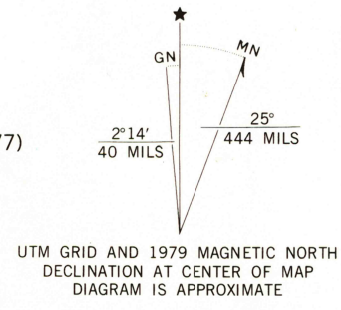 GN
MN
7)
2°14'
40 MILS
25°
444 MILS
UTM GRID AND 1979 MAGNETIC NORTH
DECLINATION AT CENTER OF MAP
DIAGRAM IS APPROXIMATE